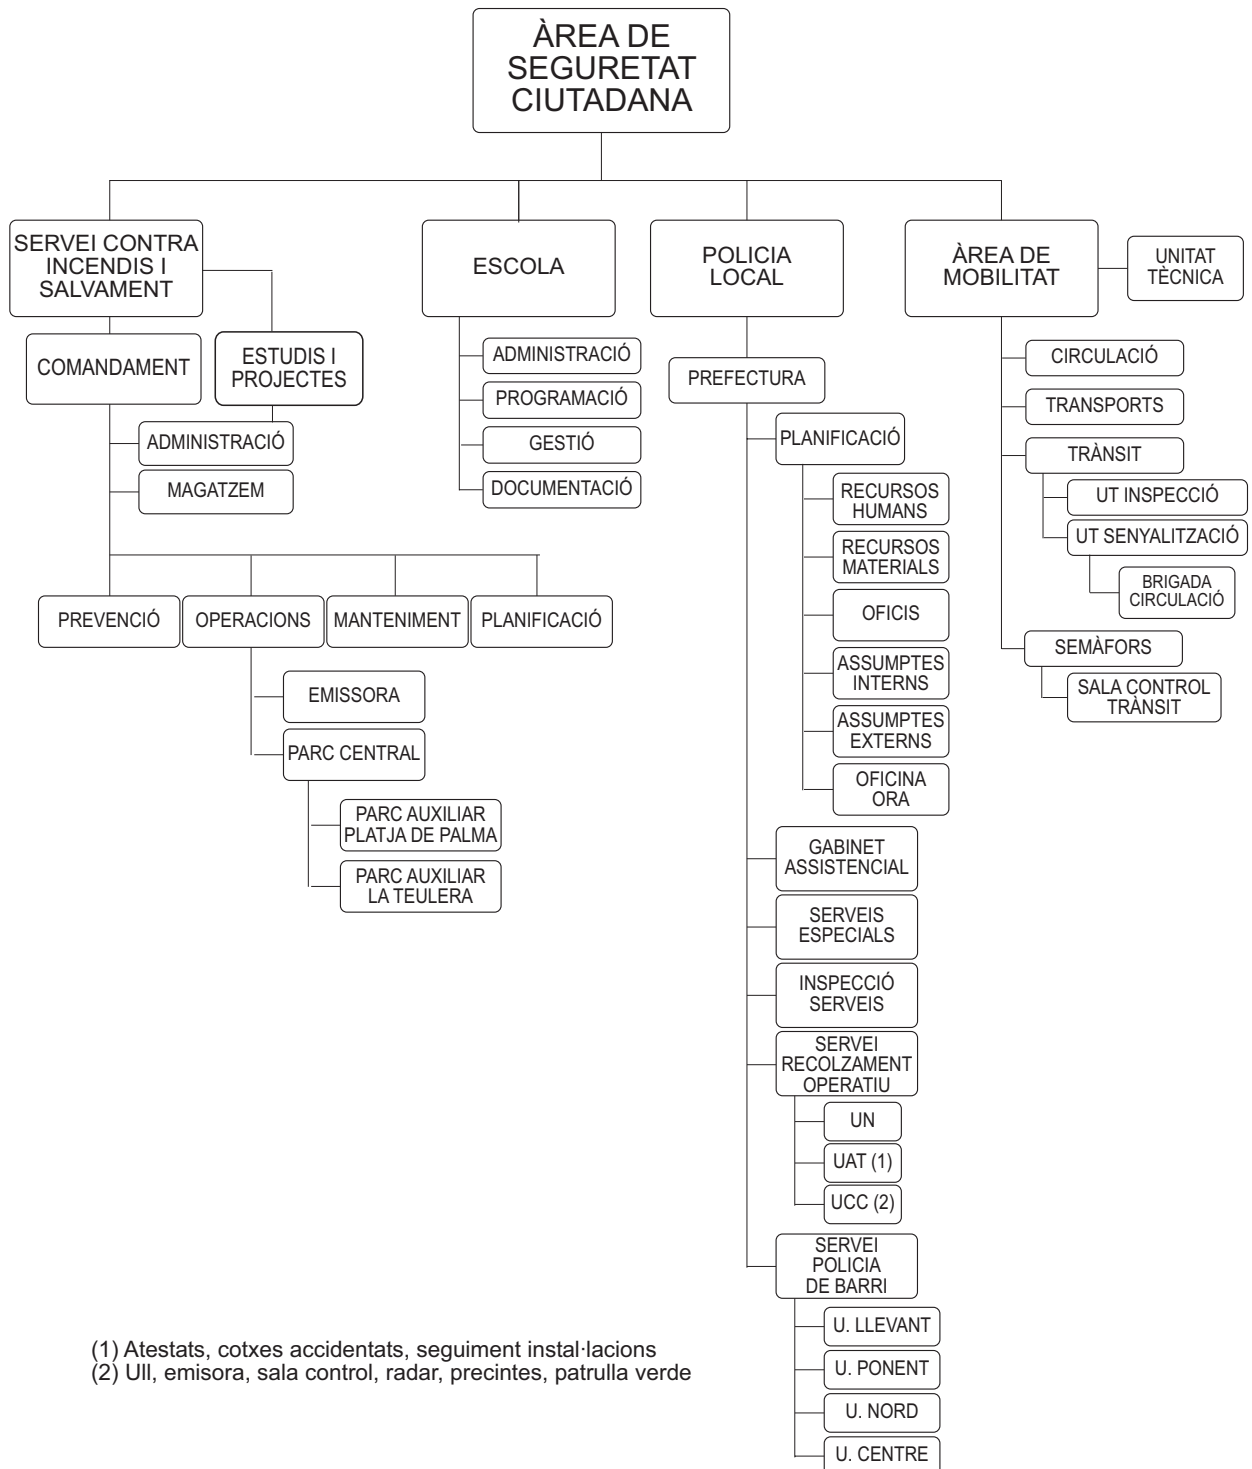 ÀREA DE
SEGURETAT
CIUTADANA
SERVEI CONTRA
INCENDIS I
SALVAMENT
COMANDAMENT
ESTUDIS I
PROJECTES
ADMINISTRACIÓ
MAGATZEM
PREVENCIÓ
OPERACIONS
MANTENIMENT
PLANIFICACIÓ
EMISSORA
PARC CENTRAL
PARC AUXILIAR
PLATJA DE PALMA
PARC AUXILIAR
LA TEULERA
ESCOLA
ADMINISTRACIÓ
PROGRAMACIÓ
GESTIÓ
DOCUMENTACIÓ
POLICIA
LOCAL
PREFECTURA
PLANIFICACIÓ
RECURSOS
HUMANS
RECURSOS
MATERIALS
OFICIS
ASSUMPTES
INTERNS
ASSUMPTES
EXTERNS
OFICINA
ORA
GABINET
ASSISTENCIAL
SERVEIS
ESPECIALS
INSPECCIÓ
SERVEIS
SERVEI
RECOLZAMENT
OPERATIU
UN
UAT (1)
UCC (2)
SERVEI
POLICIA
DE BARRI
U. LLEVANT
U. PONENT
U. NORD
U. CENTRE
ÀREA DE
MOBILITAT
UNITAT
TÈCNICA
CIRCULACIÓ
TRANSPORTS
TRÀNSIT
UT INSPECCIÓ
UT SENYALITZACIÓ
BRIGADA
CIRCULACIÓ
SEMÀFORS
SALA CONTROL
TRÀNSIT
(1) Atestats, cotxes accidentats, seguiment instal·lacions
(2) Ull, emisora, sala control, radar, precintes, patrulla verde